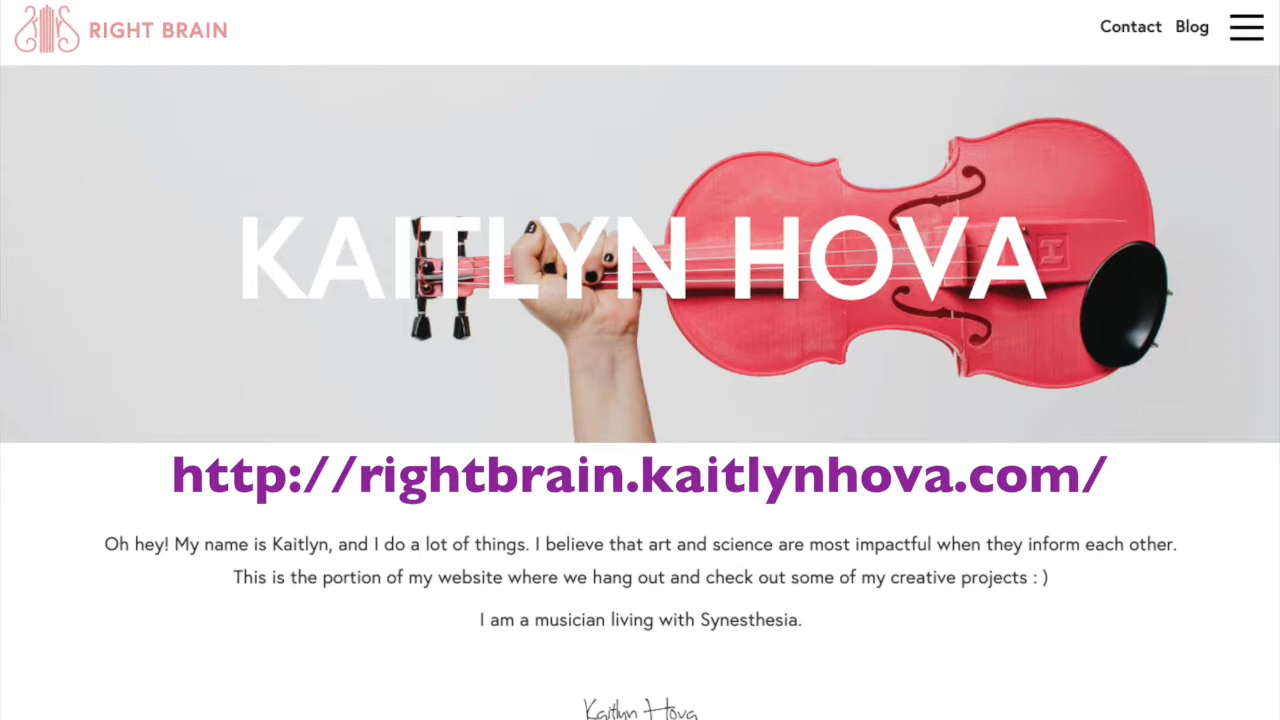 RIGHT BRAIN
Contact Blog
KAITLYN HOVA
http://rightbrain.kaitlynhova.com/
Oh hey! My name is Kaitlyn, and I do a lot of things. I believe that art and science are most impactful when they inform each other.
This is the portion of my website where we hang out and check out some of my creative projects : )
I am a musician living with Synesthesia.
Kaitlyn Hova